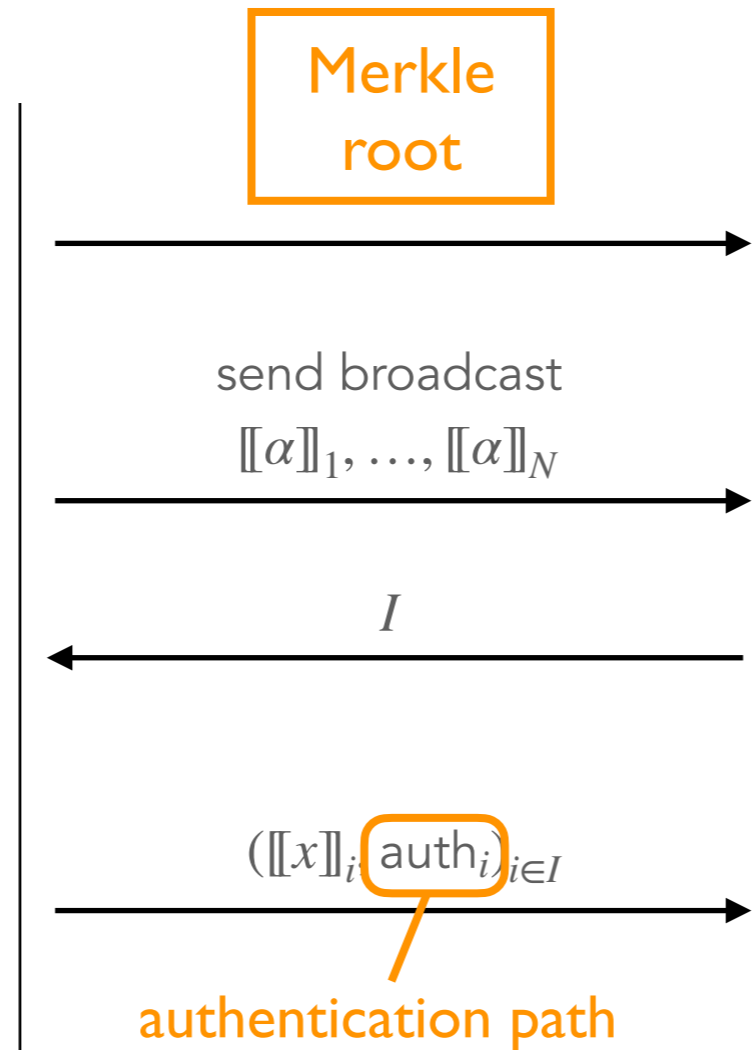 Merkle
root
send broadcast
⟦α⟧₁, …, ⟦α⟧_N
I
(⟦x⟧ᵢ, authᵢ)_{i∈I}
authentication path